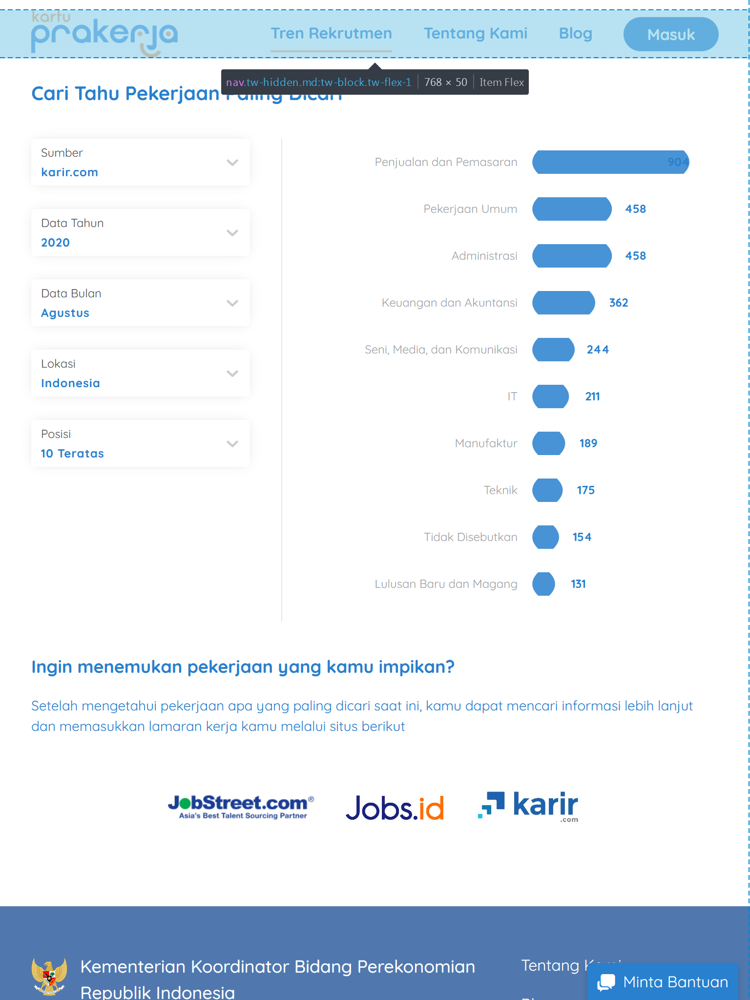 kartu
prakerja
Tren Rekrutmen
Tentang Kami
Blog
Masuk
nav.tw-hidden.md:tw-block.tw-flex-1 768 × 50 Item Flex
Cari Tahu Pekerjaan Paling Dicari
Sumber
karir.com
Data Tahun
2020
Data Bulan
Agustus
Lokasi
Indonesia
Posisi
10 Teratas
Penjualan dan Pemasaran 904
Pekerjaan Umum 458
Administrasi 458
Keuangan dan Akuntansi 362
Seni, Media, dan Komunikasi 244
IT 211
Manufaktur 189
Teknik 175
Tidak Disebutkan 154
Lulusan Baru dan Magang 131
Ingin menemukan pekerjaan yang kamu impikan?
Setelah mengetahui pekerjaan apa yang paling dicari saat ini, kamu dapat mencari informasi lebih lanjut
dan memasukkan lamaran kerja kamu melalui situs berikut
JobStreet.com®
Asia's Best Talent Sourcing Partner
Jobs.id
karir
.com
Kementerian Koordinator Bidang Perekonomian
Republik Indonesia
Tentang Kami
Minta Bantuan